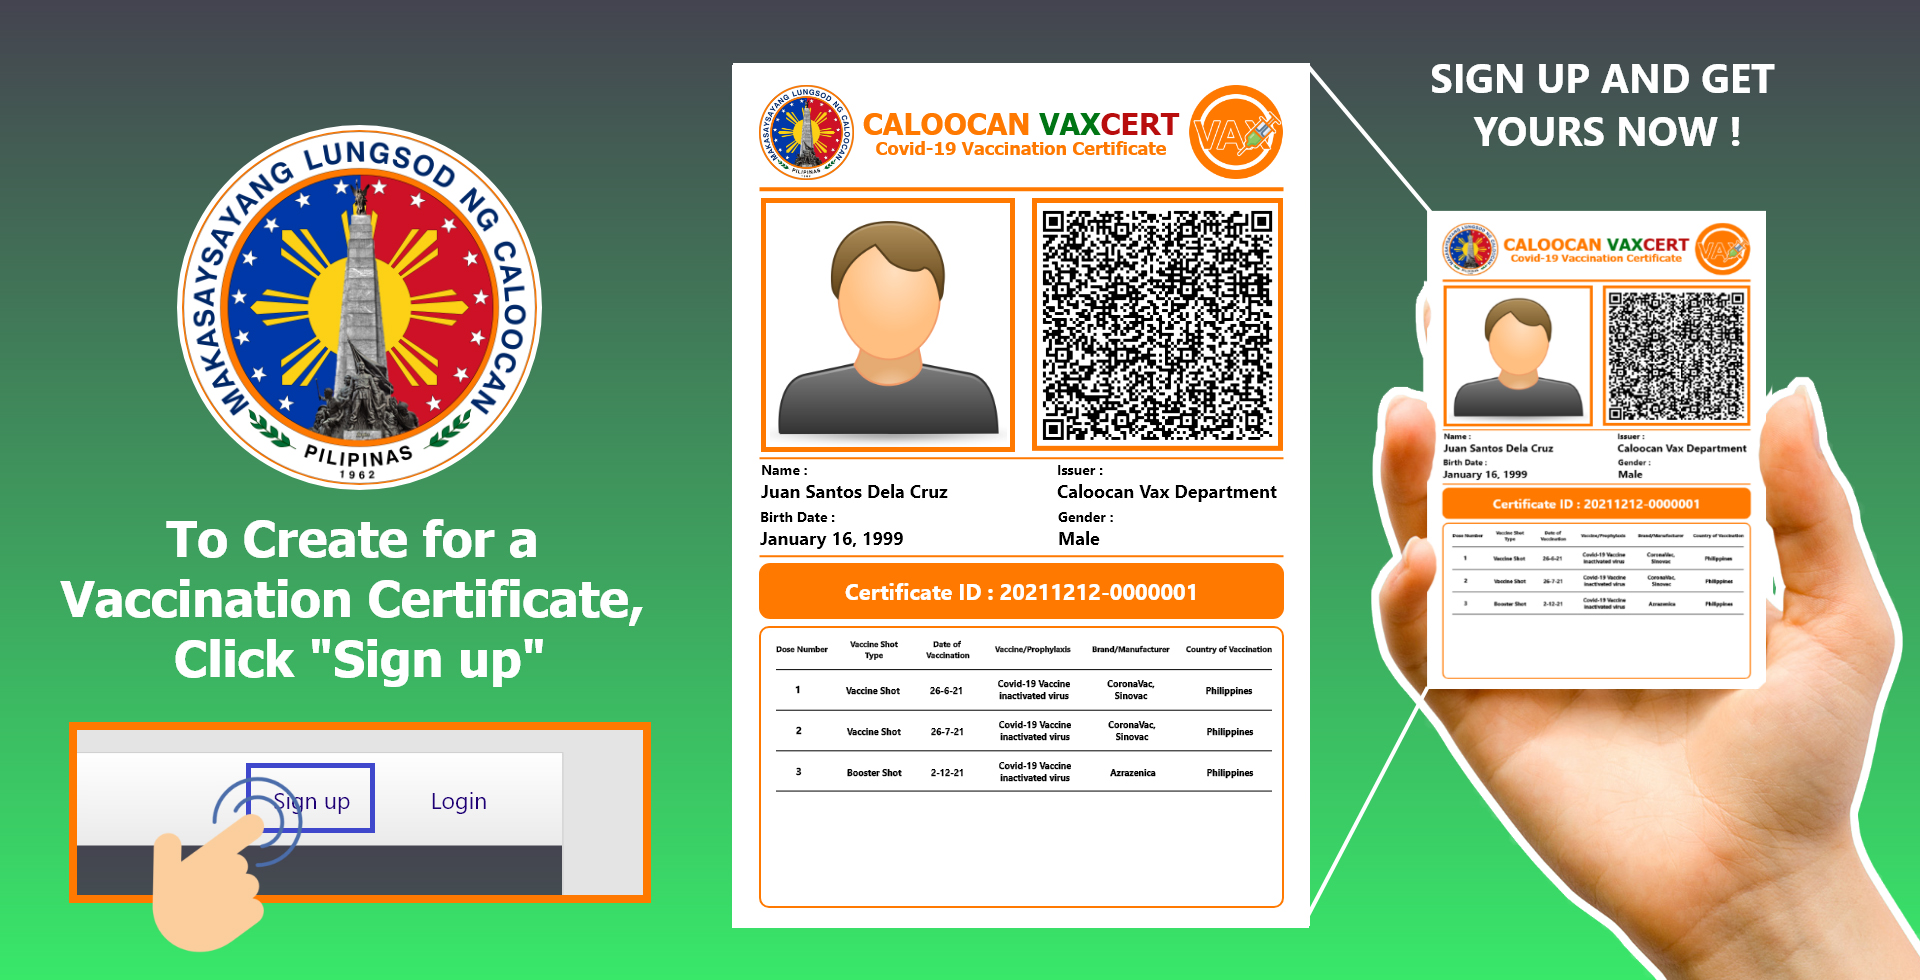 MAKASAYSAYANG LUNGSOD NG CALOOCAN
PILIPINAS
1962
To Create for a
Vaccination Certificate,
Click "Sign up"
Sign up
Login
MAKASAYSAYANG LUNGSOD NG CALOOCAN
PILIPINAS
CALOOCAN VAXCERT
Covid-19 Vaccination Certificate
VAX
Name :
Issuer :
Juan Santos Dela Cruz
Caloocan Vax Department
Birth Date :
Gender :
January 16, 1999
Male
Certificate ID : 20211212-0000001
Dose Number
Vaccine Shot
Type
Date of
Vaccination
Vaccine/Prophylaxis
Brand/Manufacturer
Country of Vaccination
1
Vaccine Shot
26-6-21
Covid-19 Vaccine
inactivated virus
CoronaVac,
Sinovac
Philippines
2
Vaccine Shot
26-7-21
Covid-19 Vaccine
inactivated virus
CoronaVac,
Sinovac
Philippines
3
Booster Shot
2-12-21
Covid-19 Vaccine
inactivated virus
Azrazenica
Philippines
SIGN UP AND GET
YOURS NOW !
CALOOCAN VAXCERT
Covid-19 Vaccination Certificate
VAX
Name :
Issuer :
Juan Santos Dela Cruz
Caloocan Vax Department
Birth Date :
Gender :
January 16, 1999
Male
Certificate ID : 20211212-0000001
Dose Number
Vaccine Shot
Type
Date of
Vaccination
Vaccine/Prophylaxis
Brand/Manufacturer
Country of Vaccination
1
Vaccine Shot
26-6-21
Covid-19 Vaccine
inactivated virus
CoronaVac,
Sinovac
Philippines
2
Vaccine Shot
26-7-21
Covid-19 Vaccine
inactivated virus
CoronaVac,
Sinovac
Philippines
3
Booster Shot
2-12-21
Covid-19 Vaccine
inactivated virus
Azrazenica
Philippines